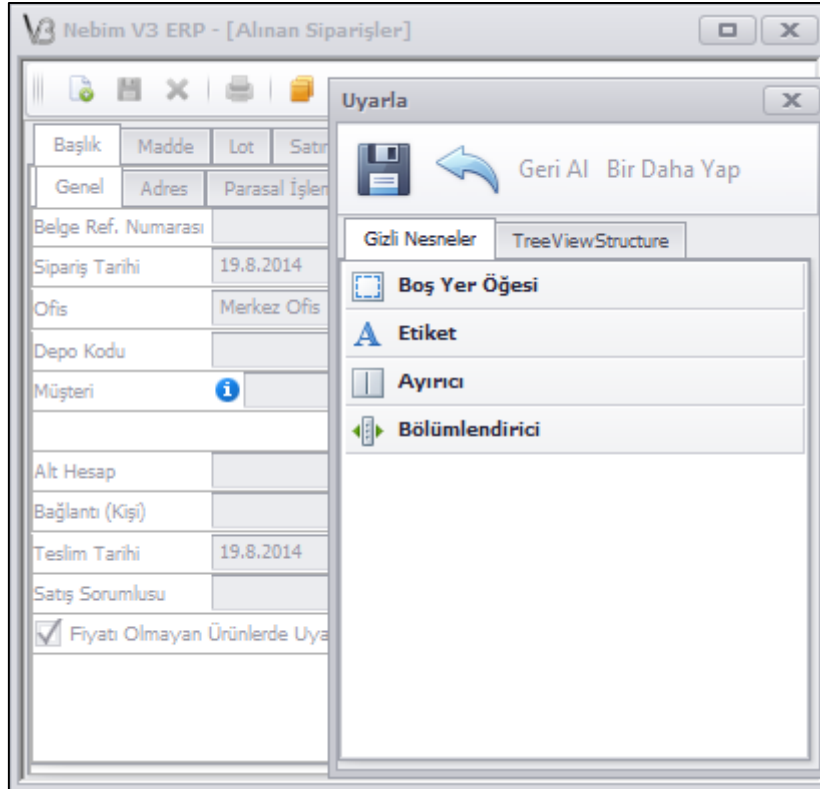 Nebim V3 ERP - [Alınan Siparişler]
Uyarla
Geri Al Bir Daha Yap
Başlık Madde Lot Satır
Genel Adres Parasal İşlem
Gizli Nesneler TreeViewStructure
Belge Ref. Numarası
Sipariş Tarihi 19.8.2014
Ofis Merkez Ofis
Depo Kodu
Müşteri
Alt Hesap
Bağlantı (Kişi)
Teslim Tarihi 19.8.2014
Satış Sorumlusu
Fiyatı Olmayan Ürünlerde Uya
Boş Yer Öğesi
Etiket
Ayırıcı
Bölümlendirici